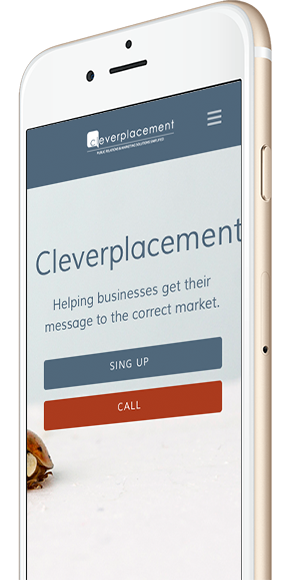 cleverplacement
PUBLIC RELATIONS & MARKETING SOLUTIONS SIMPLIFIED
Cleverplacement
Helping businesses get their
message to the correct market.
SING UP
CALL